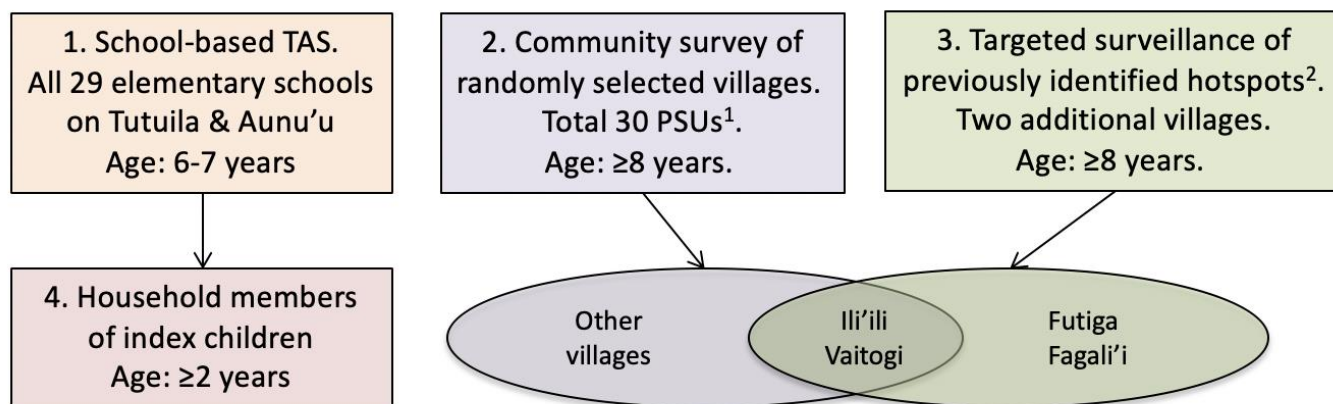 1. School-based TAS.
All 29 elementary schools
on Tutuila & Aunu’u
Age: 6-7 years
2. Community survey of
randomly selected villages.
Total 30 PSUs¹.
Age: ≥8 years.
3. Targeted surveillance of
previously identified hotspots².
Two additional villages.
Age: ≥8 years.
4. Household members
of index children
Age: ≥2 years
Other
villages
Ili’ili
Vaitogi
Futiga
Fagali’i